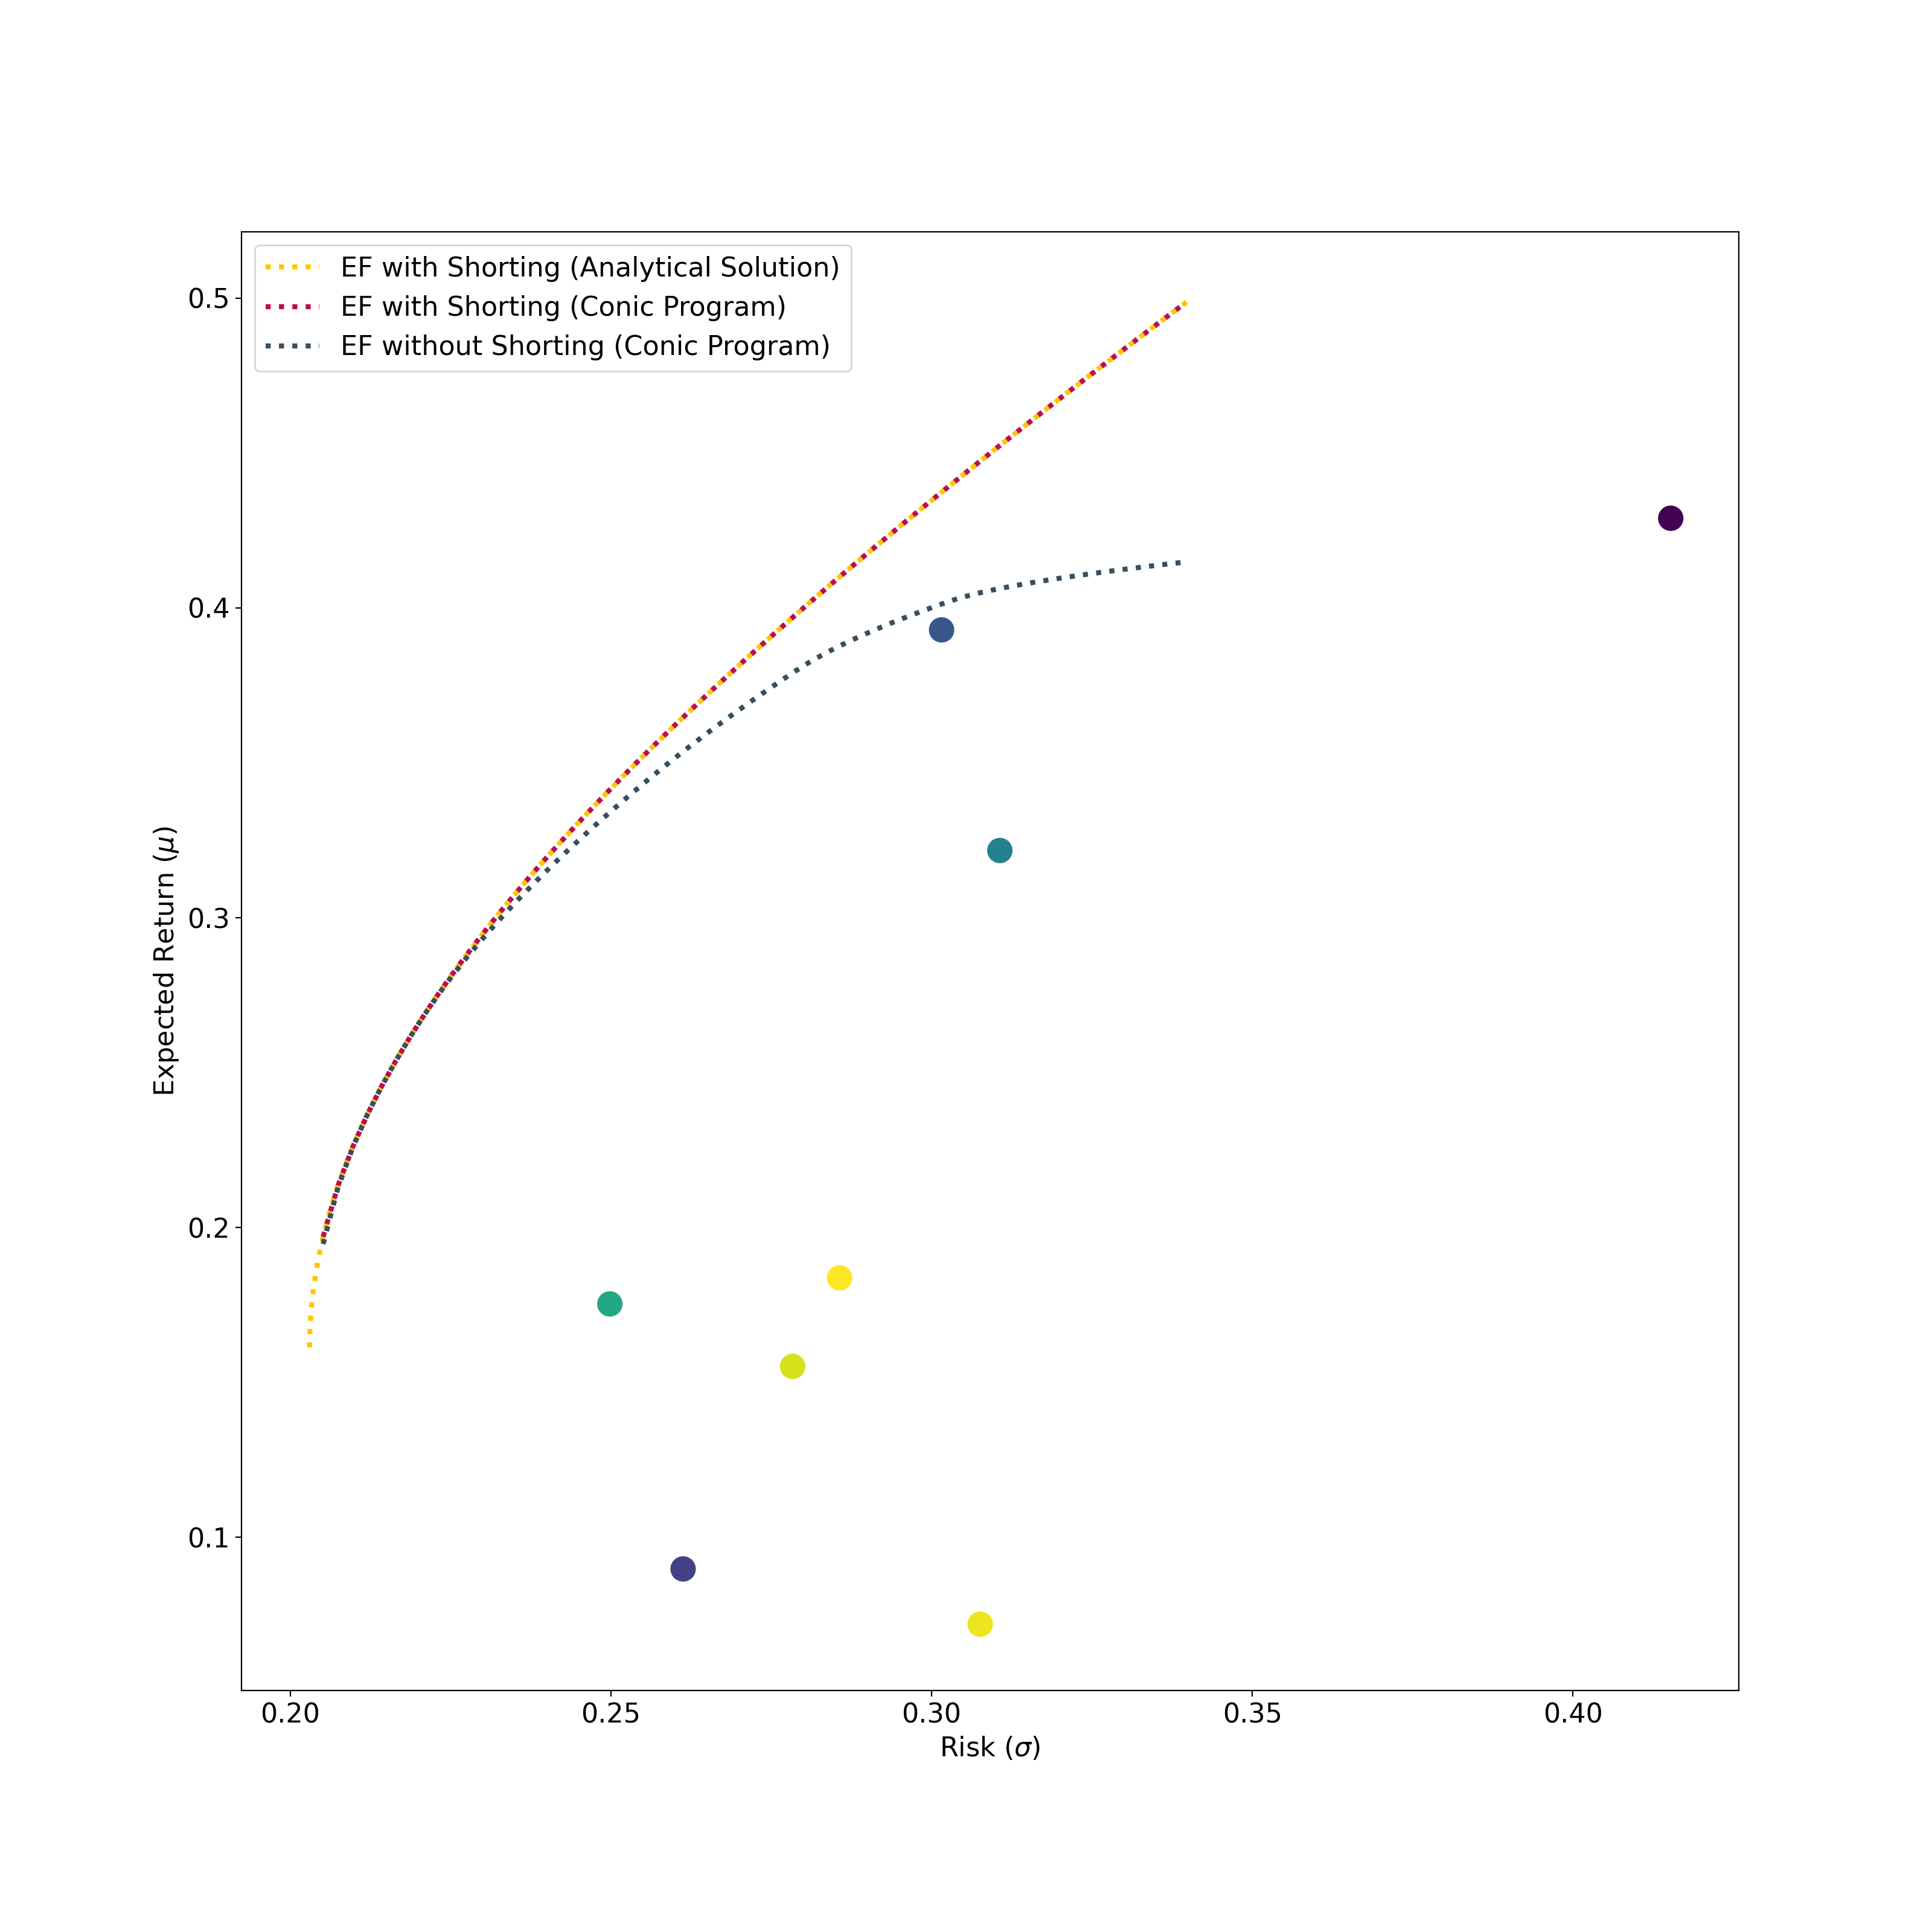 EF with Shorting (Analytical Solution)
EF with Shorting (Conic Program)
EF without Shorting (Conic Program)
0.5
0.4
0.3
0.2
0.1
Expected Return (μ)
0.20 0.25 0.30 0.35 0.40
Risk (σ)